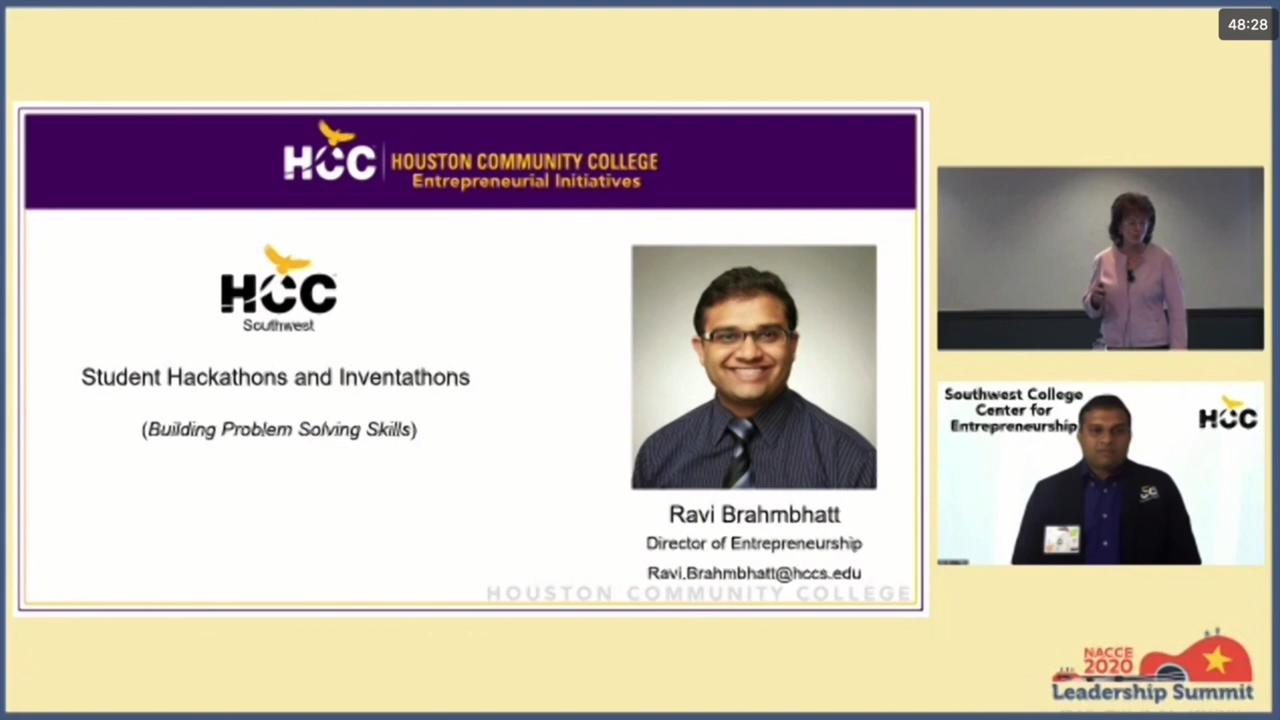 48:28
HCC
HOUSTON COMMUNITY COLLEGE
Entrepreneurial Initiatives
HCC
Southwest
Student Hackathons and Inventathons
(Building Problem Solving Skills)
Ravi Brahmbhatt
Director of Entrepreneurship
Ravi.Brahmbhatt@hccs.edu
HOUSTON COMMUNITY COLLEGE
Southwest College
Center for
Entrepreneurship
HCC
NACCE
2020
Leadership Summit